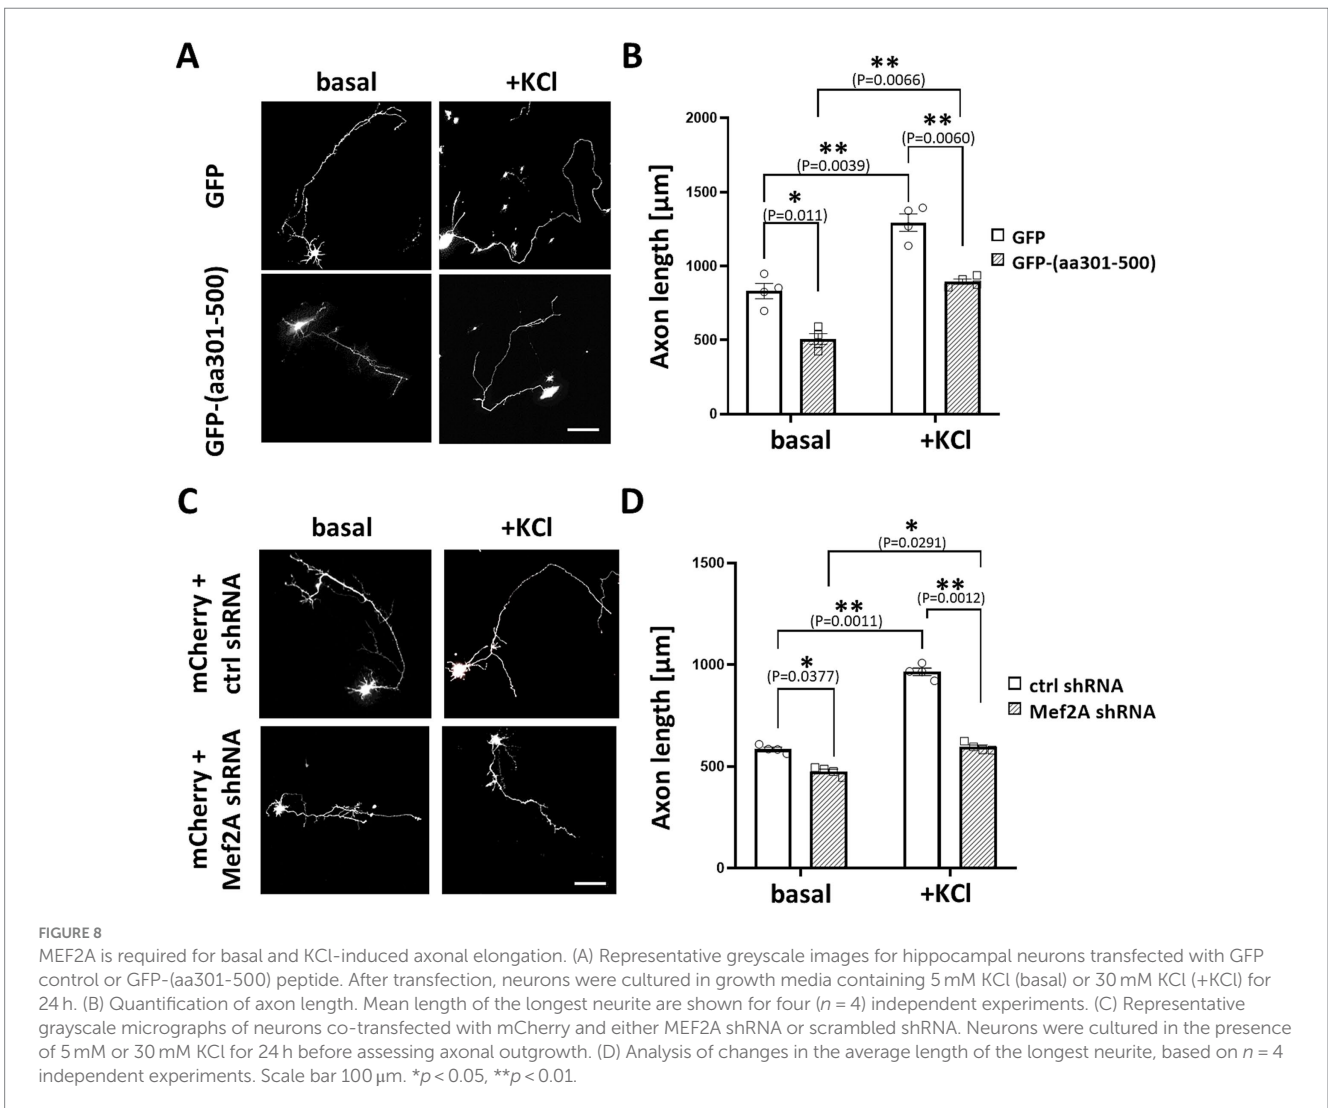 A
basal
+KCl
GFP
GFP-(aa301-500)
B
**
(P=0.0066)
**
(P=0.0060)
**
(P=0.0039)
*
(P=0.011)
2000
1500
1000
500
0
Axon length [µm]
basal
+KCl
GFP
GFP-(aa301-500)
C
basal
+KCl
mCherry +
ctrl shRNA
mCherry +
Mef2A shRNA
D
*
(P=0.0291)
**
(P=0.0012)
**
(P=0.0011)
*
(P=0.0377)
1500
1000
500
0
Axon length [µm]
basal
+KCl
ctrl shRNA
Mef2A shRNA
FIGURE 8
MEF2A is required for basal and KCl-induced axonal elongation. (A) Representative greyscale images for hippocampal neurons transfected with GFP
control or GFP-(aa301-500) peptide. After transfection, neurons were cultured in growth media containing 5 mM KCl (basal) or 30 mM KCl (+KCl) for
24 h. (B) Quantification of axon length. Mean length of the longest neurite are shown for four (n = 4) independent experiments. (C) Representative
grayscale micrographs of neurons co-transfected with mCherry and either MEF2A shRNA or scrambled shRNA. Neurons were cultured in the presence
of 5 mM or 30 mM KCl for 24 h before assessing axonal outgrowth. (D) Analysis of changes in the average length of the longest neurite, based on n = 4
independent experiments. Scale bar 100 µm. *p < 0.05, **p < 0.01.